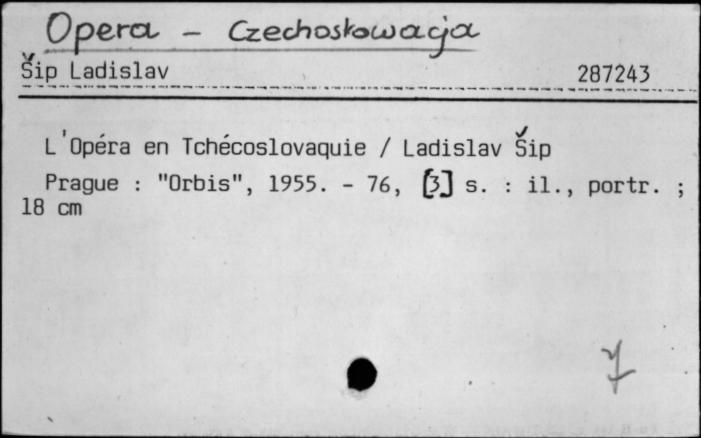 Opera - Czechosłowacja
Šip Ladislav 287243
L'Opéra en Tchécoslovaquie / Ladislav Šip
Prague : "Orbis", 1955. - 76, [3] s. : il., portr. ;
18 cm